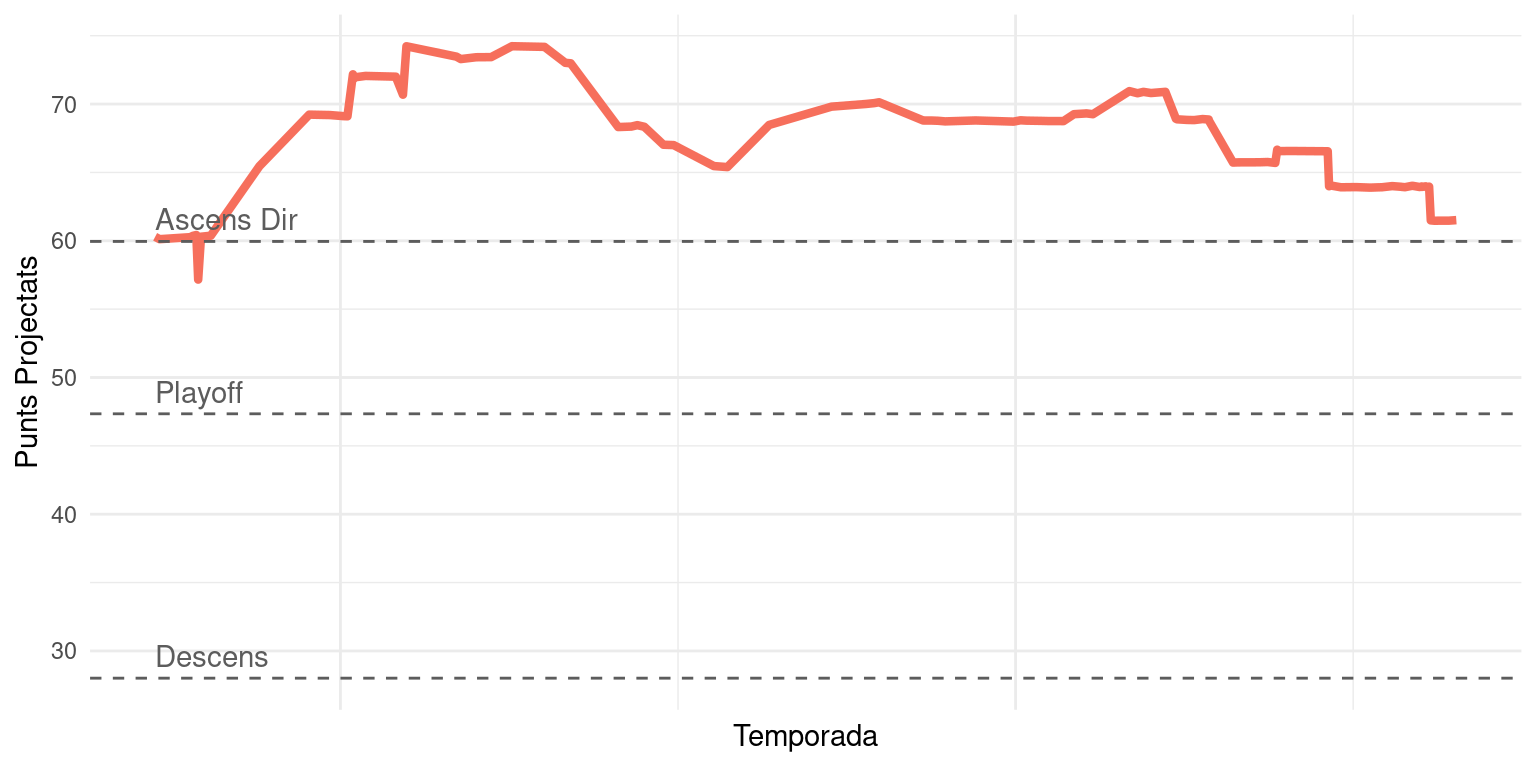 70
60
50
40
30
Punts Projectats
Ascens Dir
Playoff
Descens
Temporada